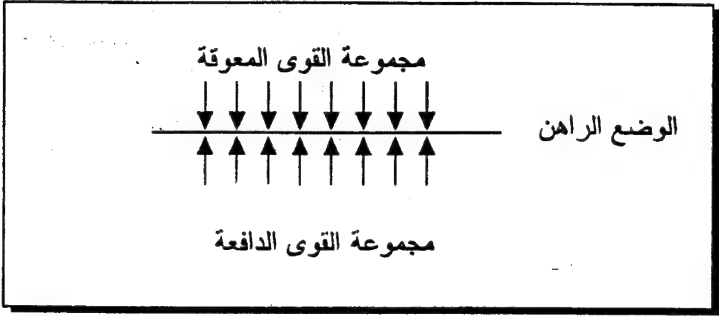 مجموعة القوى المعوقة
الوضع الراهن
مجموعة القوى الدافعة